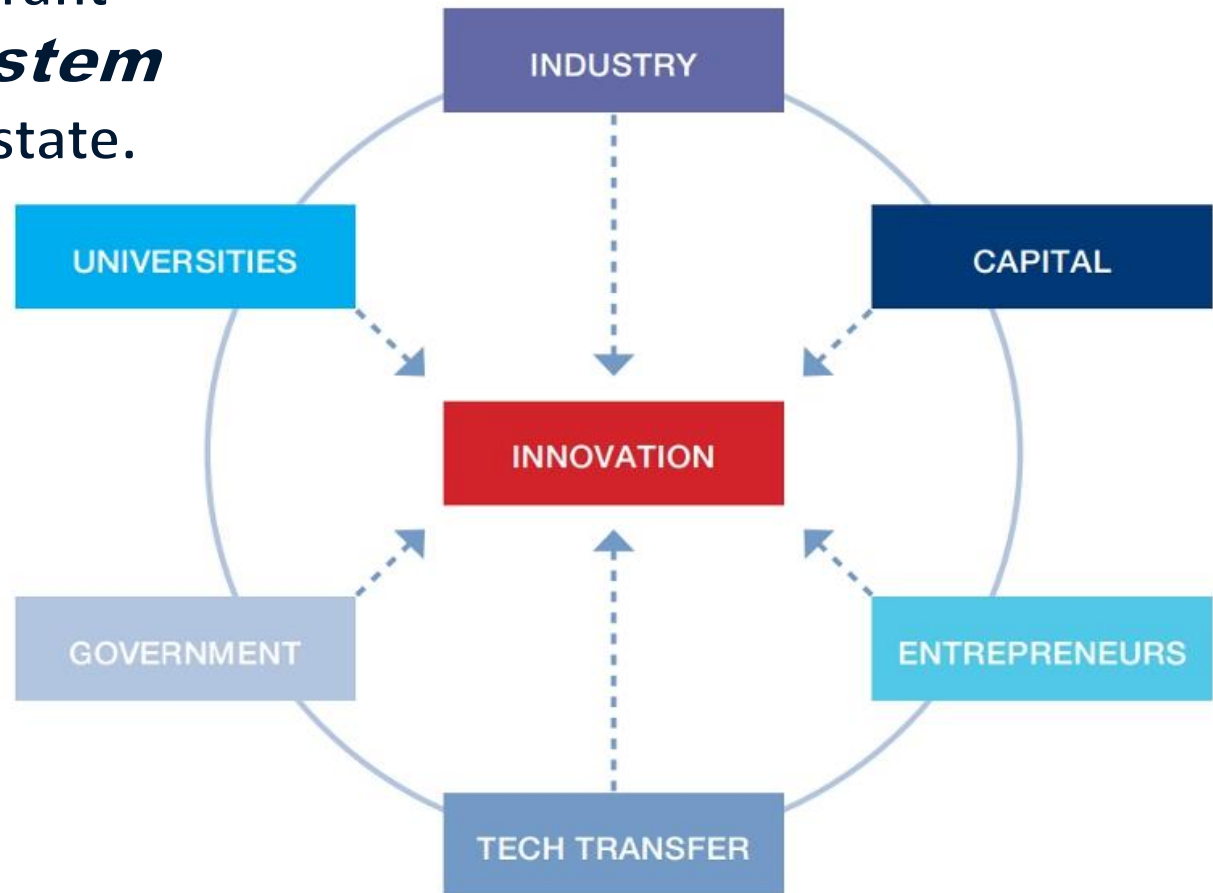 stem
state.
INDUSTRY
UNIVERSITIES
CAPITAL
INNOVATION
GOVERNMENT
ENTREPRENEURS
TECH TRANSFER